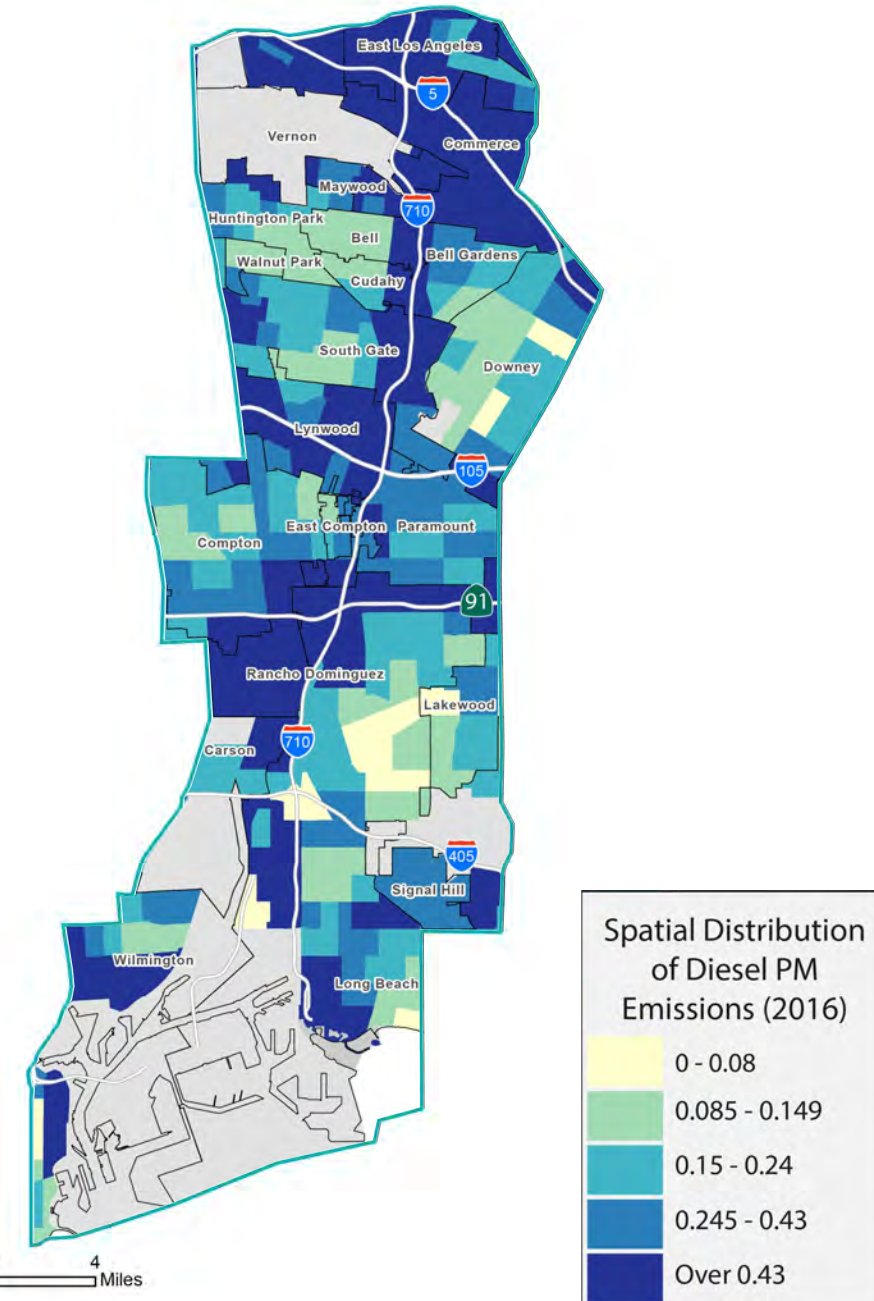 East Los Angeles
5
Vernon
Commerce
Maywood
710
Huntington Park
Bell
Bell Gardens
Walnut Park
Cudahy
South Gate
Downey
Lynwood
105
East Compton
Paramount
Compton
91
Rancho Dominguez
Lakewood
710
Carson
405
Signal Hill
Wilmington
Long Beach
4
Miles
Spatial Distribution
of Diesel PM
Emissions (2016)
0 - 0.08
0.085 - 0.149
0.15 - 0.24
0.245 - 0.43
Over 0.43